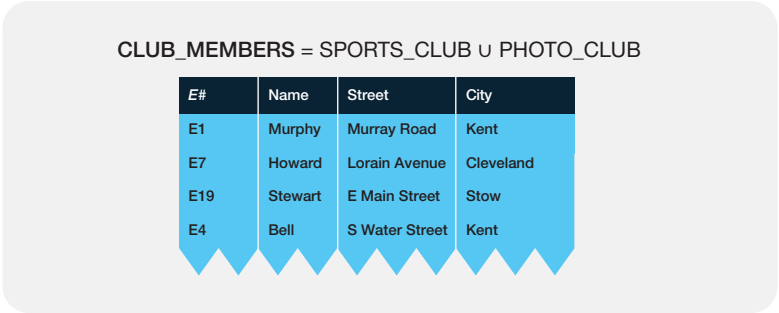 CLUB_MEMBERS = SPORTS_CLUB ∪ PHOTO_CLUB
E# Name Street City
E1 Murphy Murray Road Kent
E7 Howard Lorain Avenue Cleveland
E19 Stewart E Main Street Stow
E4 Bell S Water Street Kent